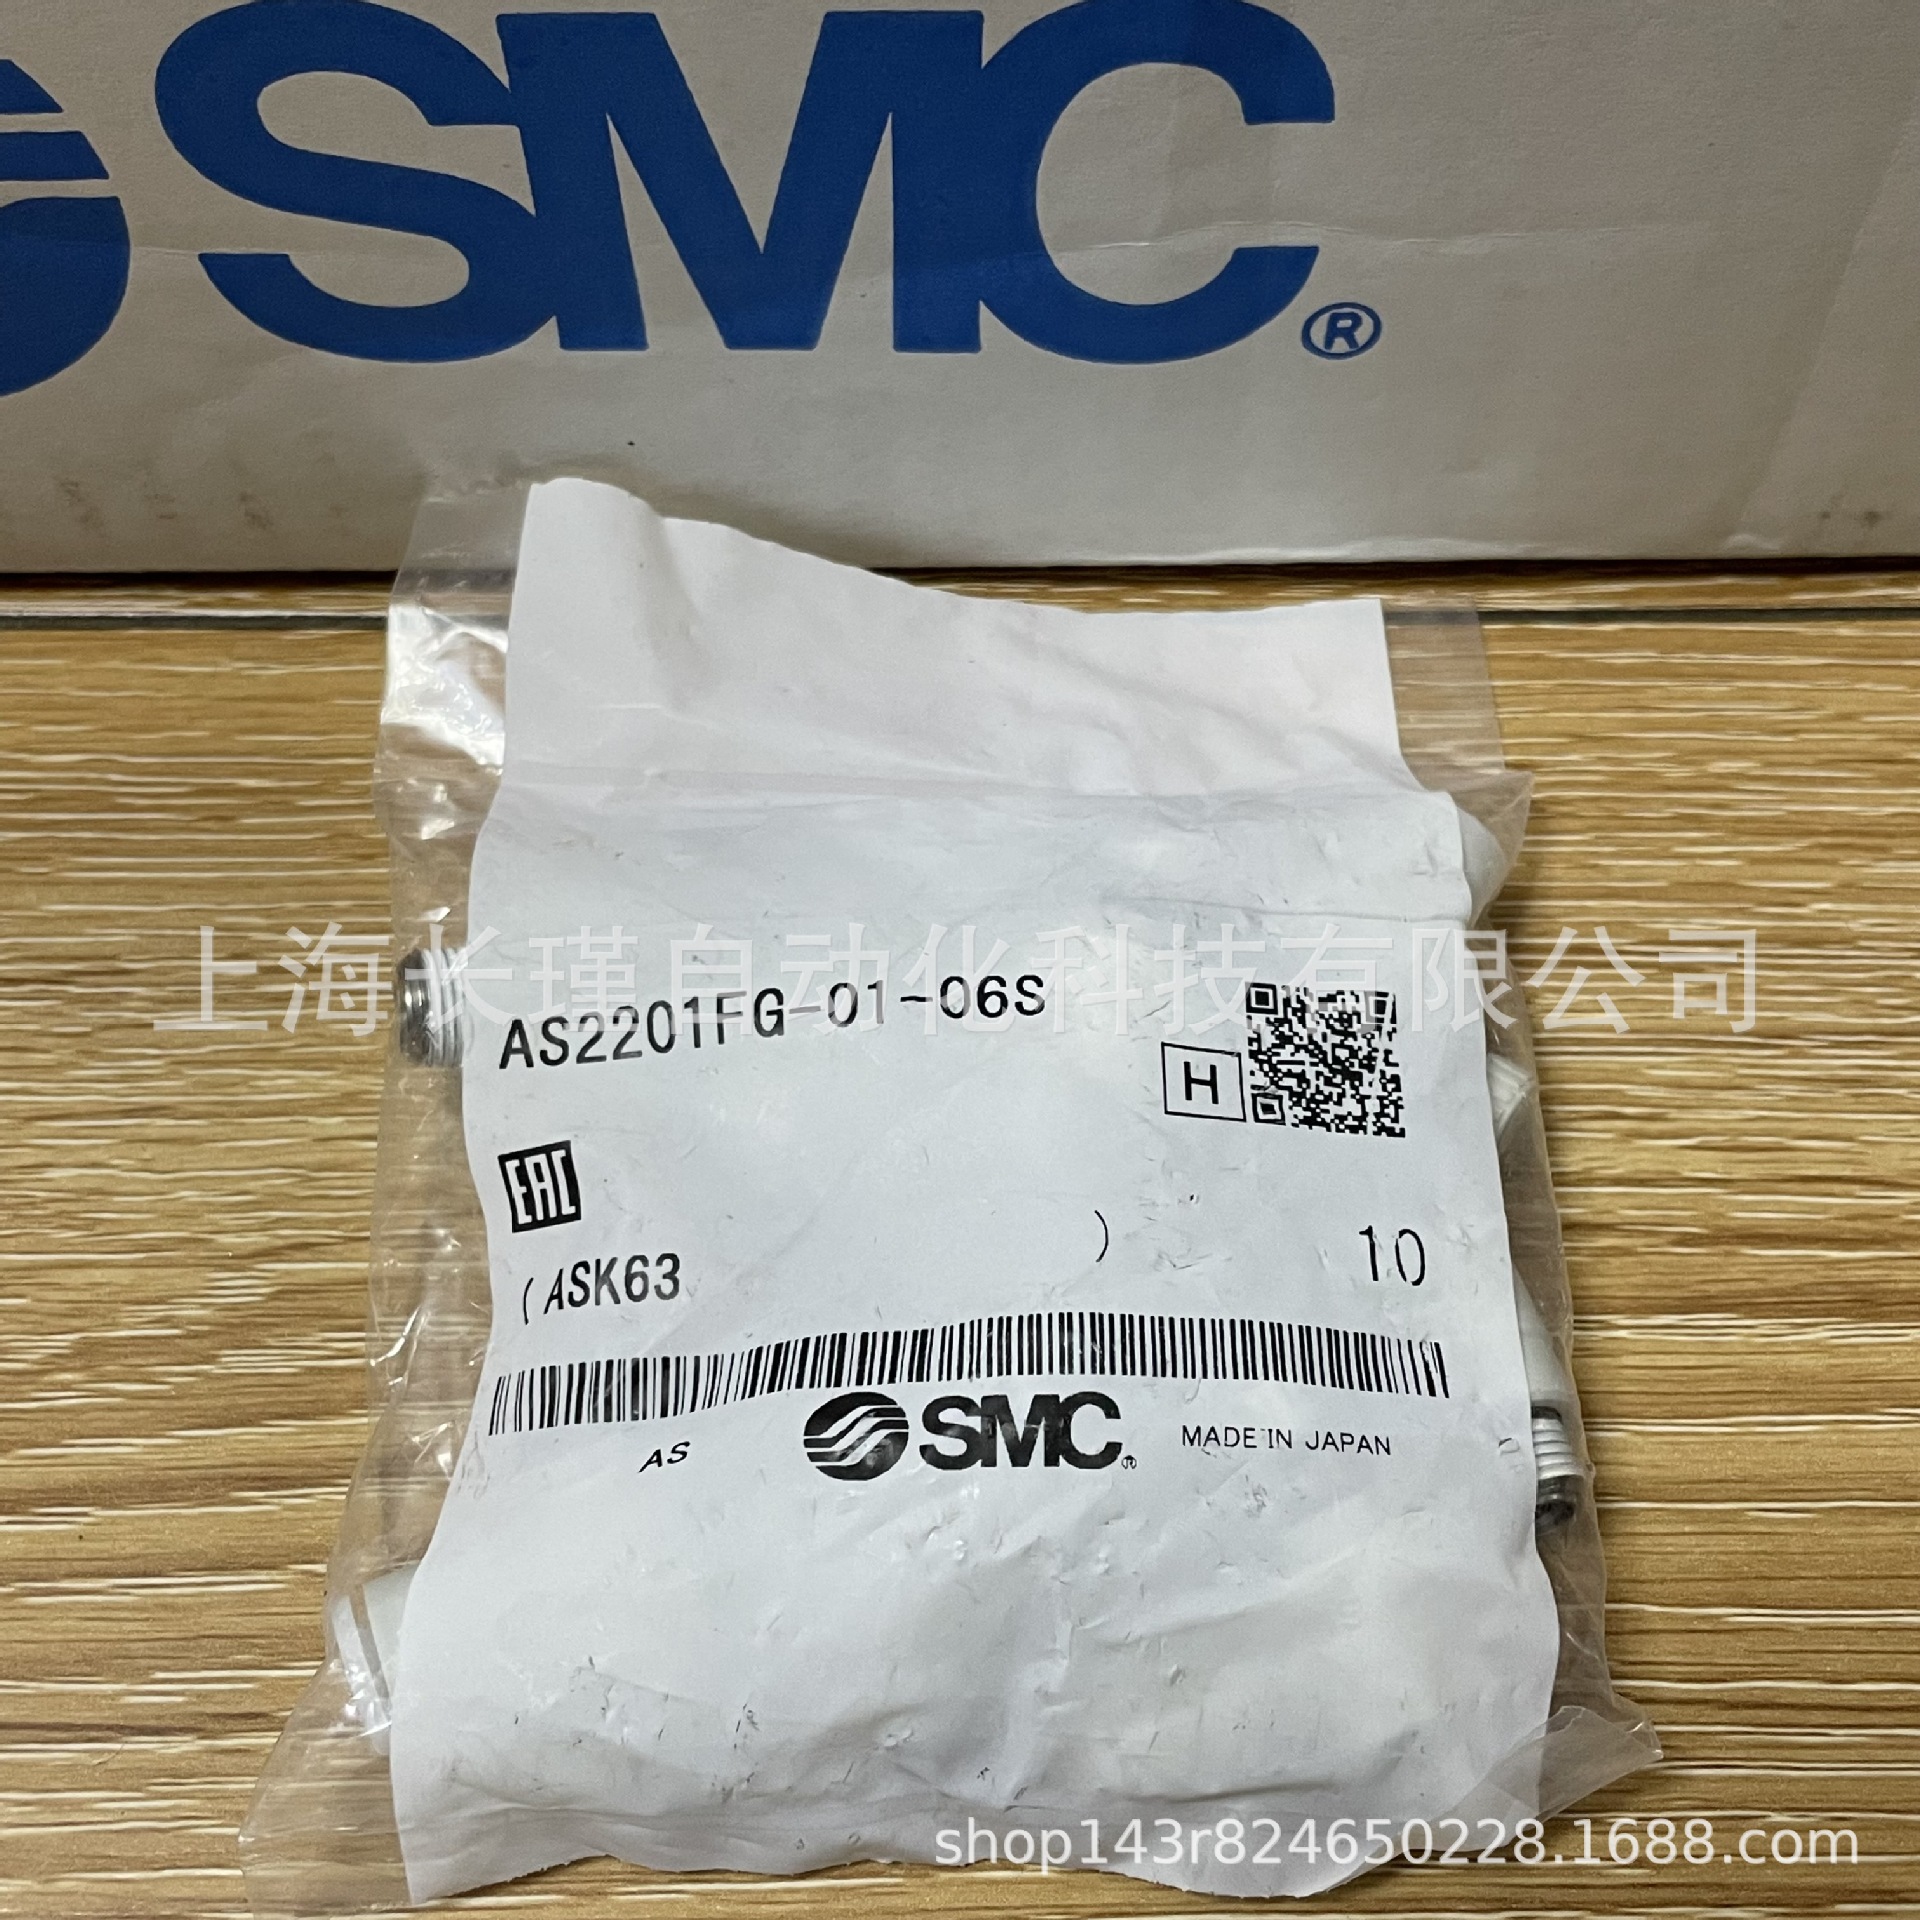 SMC®
上海长瑾自动化科技有限公司
AS2201FG-01-06S
H
EAC
(ASK63 )
10
AS
SMC®
MADE IN JAPAN
shop143r824650228.1688.com